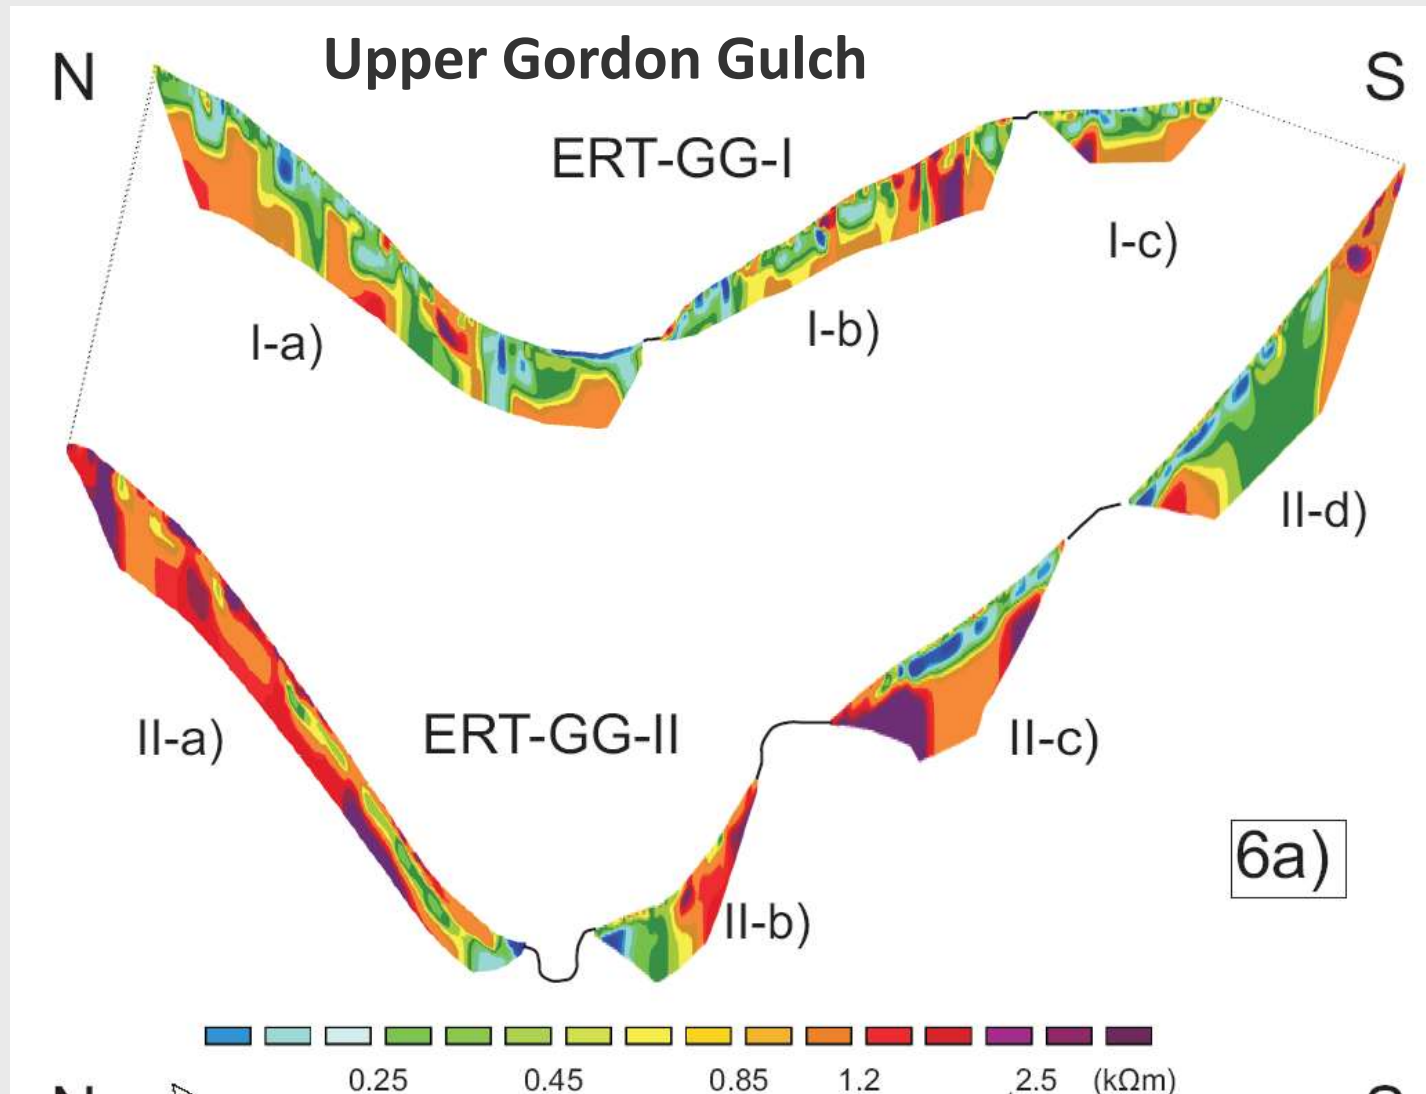 Upper Gordon Gulch
N
S
ERT-GG-I
I-c)
I-a)
I-b)
II-d)
II-a)
ERT-GG-II
II-c)
6a)
II-b)
0.25 0.45 0.85 1.2 2.5 (kΩm)